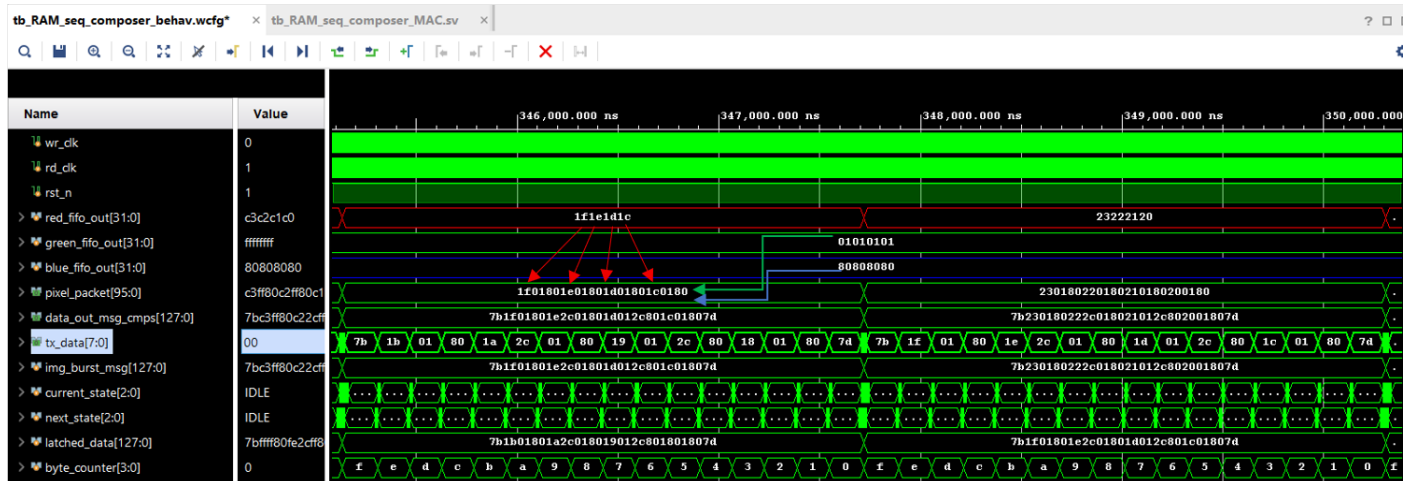 tb_RAM_seq_composer_behav.wcfg* × tb_RAM_seq_composer_MAC.sv ×
Name Value
346,000.000 ns 347,000.000 ns 348,000.000 ns 349,000.000 ns 350,000.000
wr_clk 0
rd_clk 1
rst_n 1
red_fifo_out[31:0] c3c2c1c0 1f1e1d1c 23222120
green_fifo_out[31:0] ffffffff 01010101
blue_fifo_out[31:0] 80808080 80808080
pixel_packet[95:0] c3ff80c2ff80c1 1f01801e01801d01801c0180 230180220180210180200180
data_out_msg_cmps[127:0] 7bc3ff80c22cff 7b1f01801e2c01801d012c801c01807d 7b230180222c018021012c802001807d
tx_data[7:0] 00 7b 1b 01 80 1a 2c 01 80 19 01 2c 80 18 01 80 7d 7b 1f 01 80 1e 2c 01 80 1d 01 2c 80 1c 01 80 7d
img_burst_msg[127:0] 7bc3ff80c22cff 7b1f01801e2c01801d012c801c01807d 7b230180222c018021012c802001807d
current_state[2:0] IDLE
next_state[2:0] IDLE
latched_data[127:0] 7bffff80fe2cff8 7b1b01801a2c018019012c801801807d 7b1f01801e2c01801d012c801c01807d
byte_counter[3:0] 0 f e d c b a 9 8 7 6 5 4 3 2 1 0 f e d c b a 9 8 7 6 5 4 3 2 1 0 f